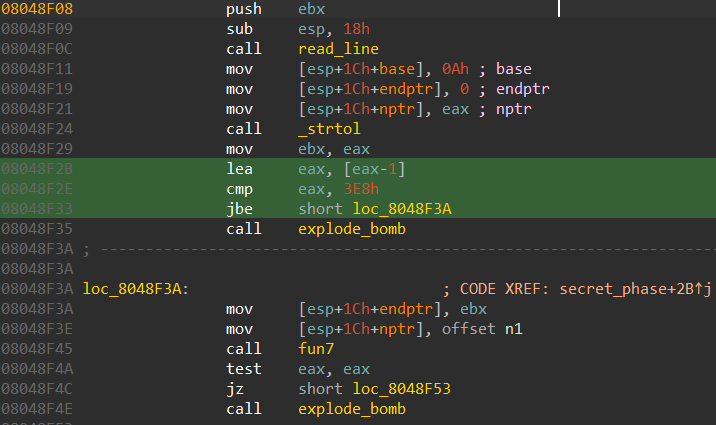 08048F08 push ebx
08048F09 sub esp, 18h
08048F0C call read_line
08048F11 mov [esp+1Ch+base], 0Ah ; base
08048F19 mov [esp+1Ch+endptr], 0 ; endptr
08048F21 mov [esp+1Ch+nptr], eax ; nptr
08048F24 call _strtol
08048F29 mov ebx, eax
08048F2B lea eax, [eax-1]
08048F2E cmp eax, 3E8h
08048F33 jbe short loc_8048F3A
08048F35 call explode_bomb
08048F3A ; ---------------------------------------------------------------------------
08048F3A
08048F3A loc_8048F3A: ; CODE XREF: secret_phase+2B↑j
08048F3A mov [esp+1Ch+endptr], ebx
08048F3E mov [esp+1Ch+nptr], offset n1
08048F45 call fun7
08048F4A test eax, eax
08048F4C jz short loc_8048F53
08048F4E call explode_bomb